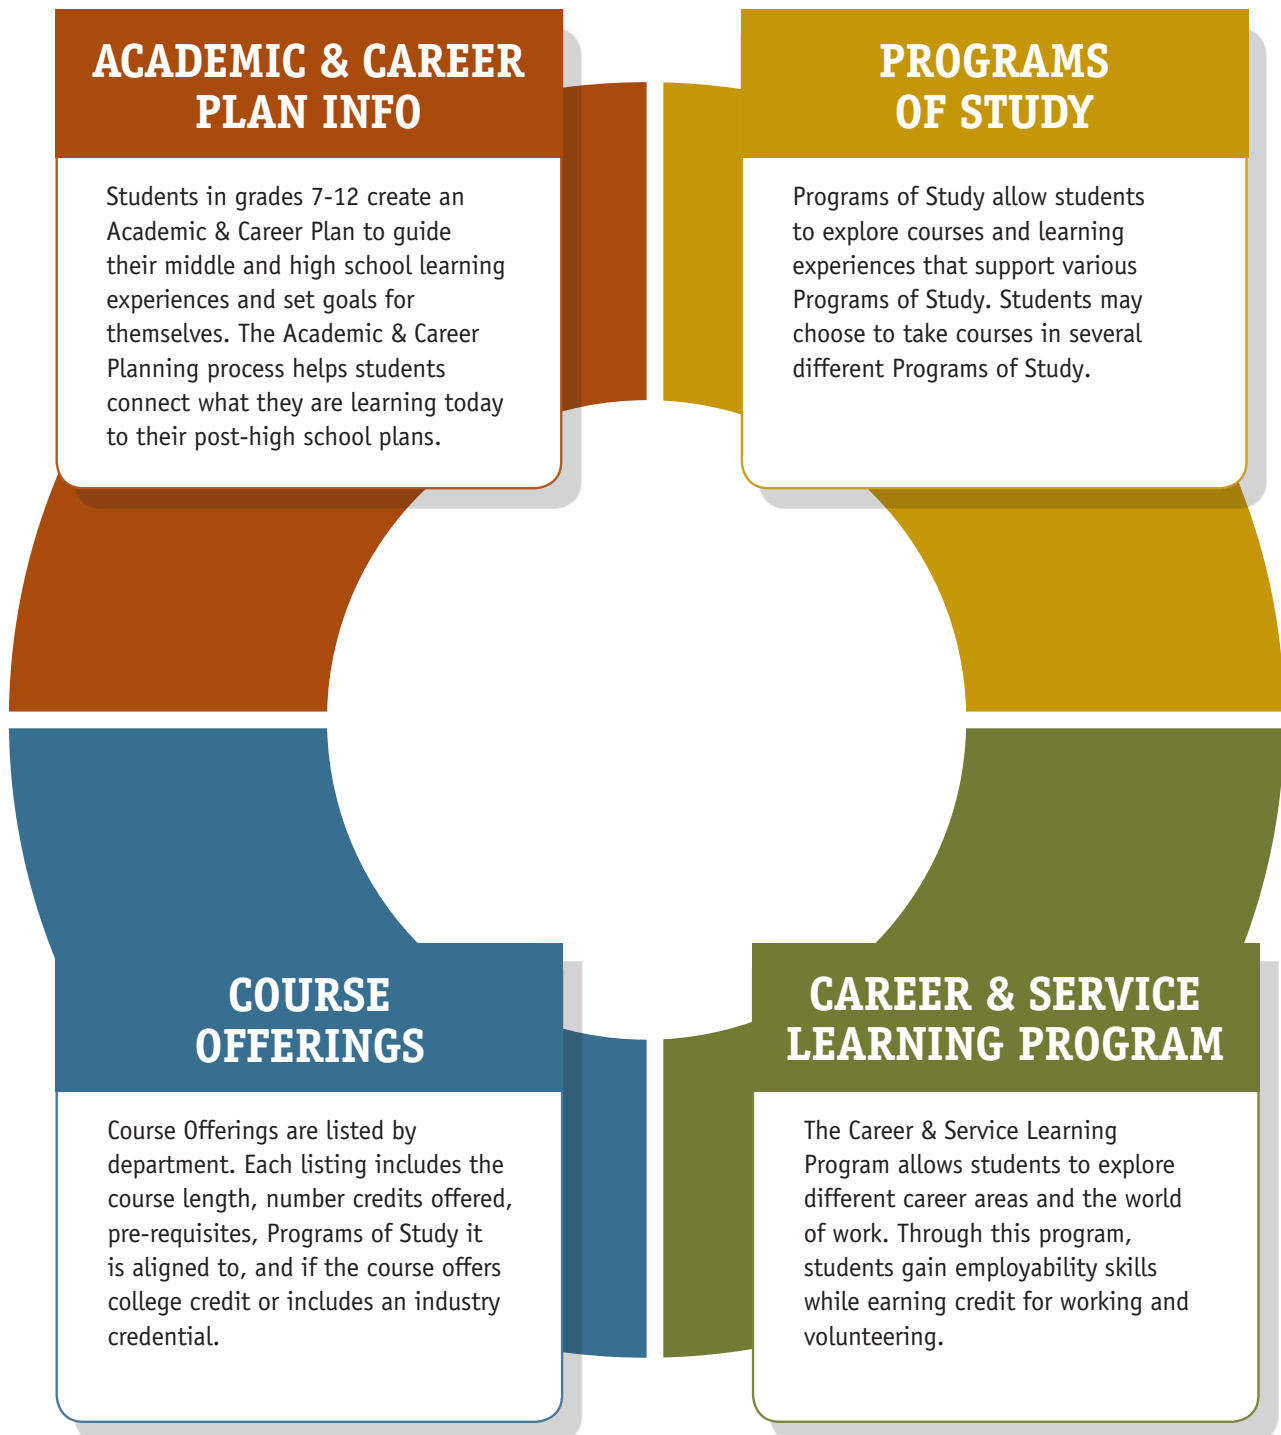 ACADEMIC & CAREER
PLAN INFO
Students in grades 7-12 create an
Academic & Career Plan to guide
their middle and high school learning
experiences and set goals for
themselves. The Academic & Career
Planning process helps students
connect what they are learning today
to their post-high school plans.
PROGRAMS
OF STUDY
Programs of Study allow students
to explore courses and learning
experiences that support various
Programs of Study. Students may
choose to take courses in several
different Programs of Study.
COURSE
OFFERINGS
Course Offerings are listed by
department. Each listing includes the
course length, number credits offered,
pre-requisites, Programs of Study it
is aligned to, and if the course offers
college credit or includes an industry
credential.
CAREER & SERVICE
LEARNING PROGRAM
The Career & Service Learning
Program allows students to explore
different career areas and the world
of work. Through this program,
students gain employability skills
while earning credit for working and
volunteering.